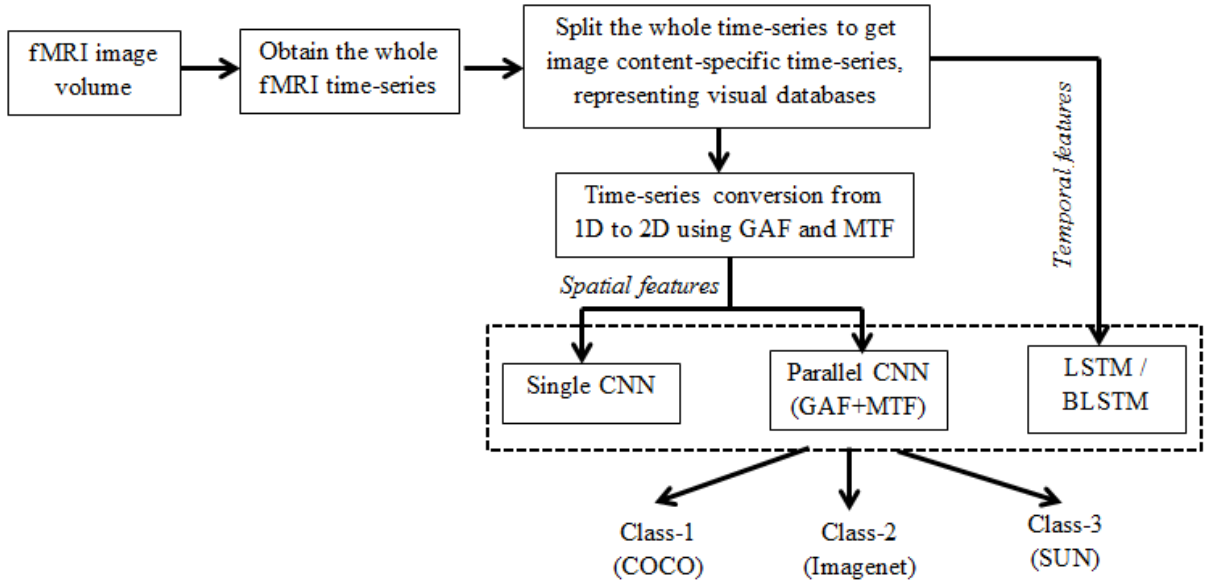 fMRI image
volume
Obtain the whole
fMRI time-series
Split the whole time-series to get
image content-specific time-series,
representing visual databases
Temporal features
Time-series conversion from
1D to 2D using GAF and MTF
Spatial features
Single CNN
Parallel CNN
(GAF+MTF)
LSTM /
BLSTM
Class-1
(COCO)
Class-2
(Imagenet)
Class-3
(SUN)